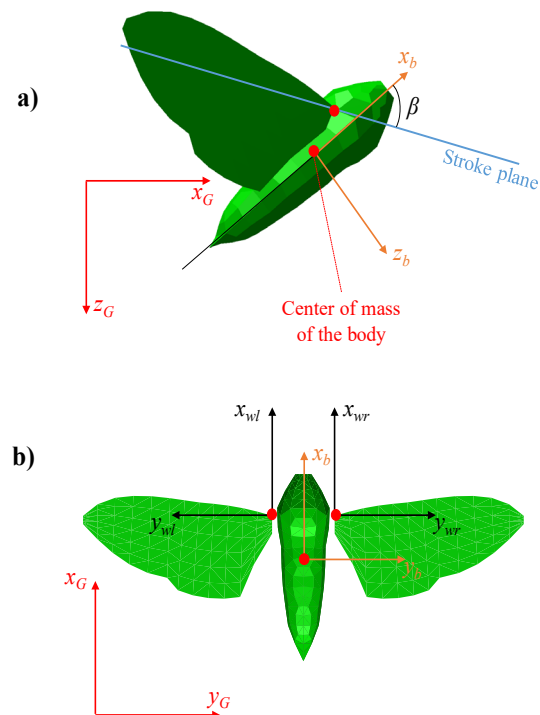 a)
x_b
β
Stroke plane
x_G
z_b
z_G
Center of mass
of the body
x_wl
x_wr
b)
x_b
y_wl
y_wr
y_b
x_G
y_G